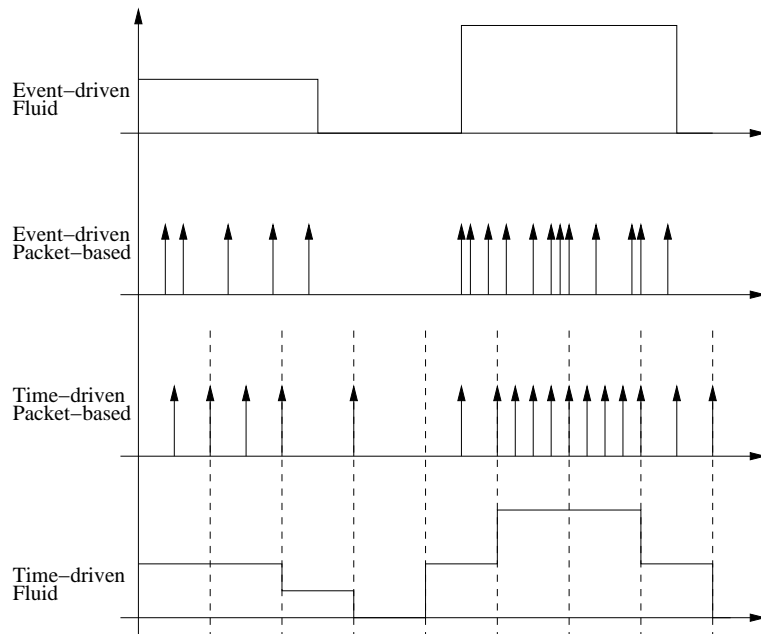 Event−driven
Fluid
Event−driven
Packet−based
Time−driven
Packet−based
Time−driven
Fluid